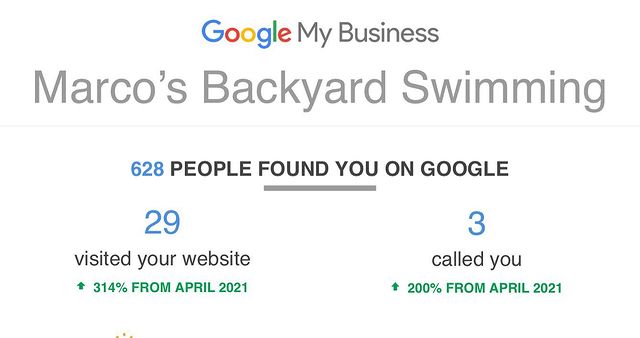 Google My Business
Marco's Backyard Swimming
628 PEOPLE FOUND YOU ON GOOGLE
29
visited your website
314% FROM APRIL 2021
3
called you
200% FROM APRIL 2021